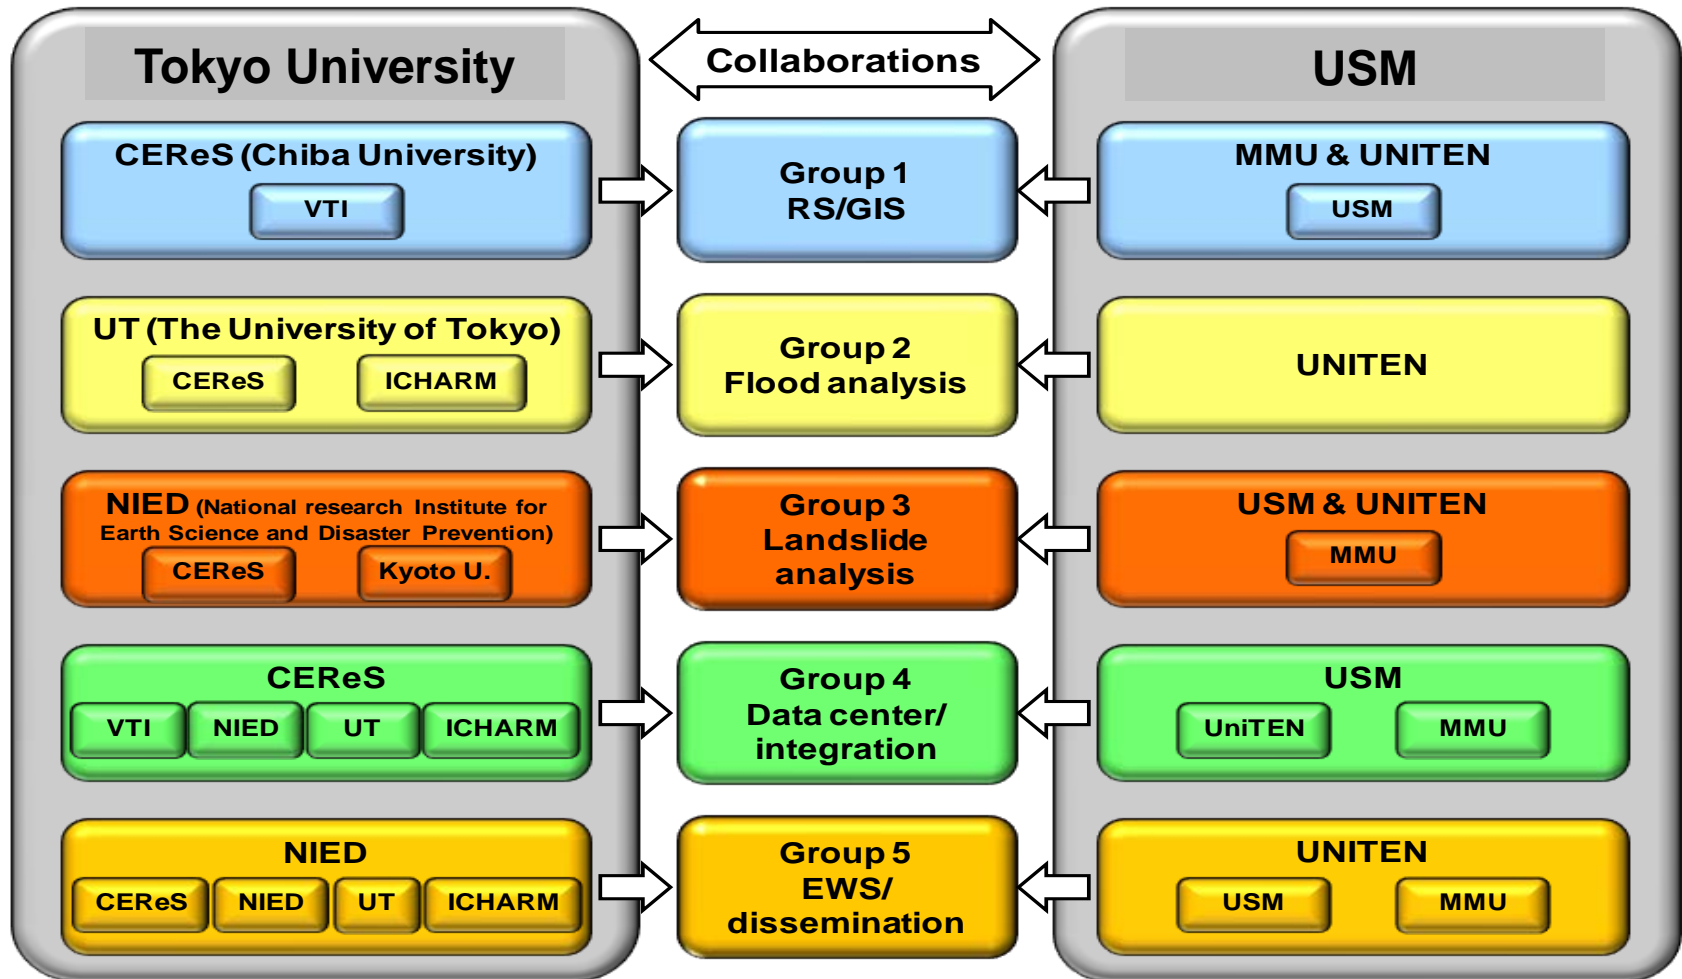 Tokyo University
Collaborations
USM
CEReS (Chiba University)
VTI
Group 1
RS/GIS
MMU & UNITEN
USM
UT (The University of Tokyo)
CEReS
ICHARM
Group 2
Flood analysis
UNITEN
NIED (National research Institute for
Earth Science and Disaster Prevention)
CEReS
Kyoto U.
Group 3
Landslide
analysis
USM & UNITEN
MMU
CEReS
VTI
NIED
UT
ICHARM
Group 4
Data center/
integration
USM
UniTEN
MMU
NIED
CEReS
NIED
UT
ICHARM
Group 5
EWS/
dissemination
UNITEN
USM
MMU